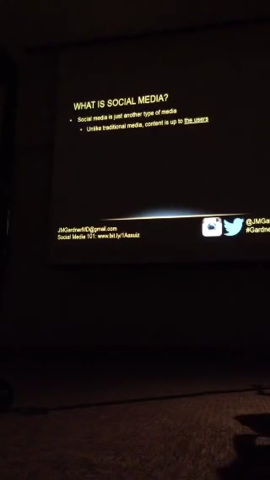 WHAT IS SOCIAL MEDIA?
• Social media is just another type of media
• Unlike traditional media, content is up to the users
JMGardnerMD@gmail.com
Social Media 101: www.bit.ly/1Aasuiz
@JMGa
#Gardne